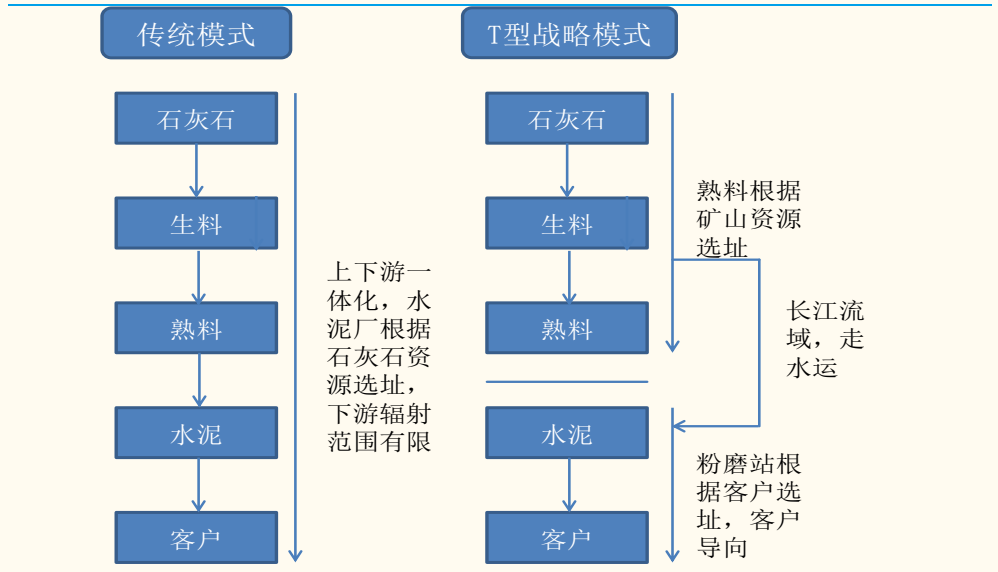 传统模式
T型战略模式
石灰石
生料
熟料
水泥
客户
上下游一
体化，水
泥厂根据
石灰石资
源选址，
下游辐射
范围有限
石灰石
生料
熟料
水泥
客户
熟料根据
矿山资源
选址
长江流
域，走
水运
粉磨站根
据客户选
址，客户
导向